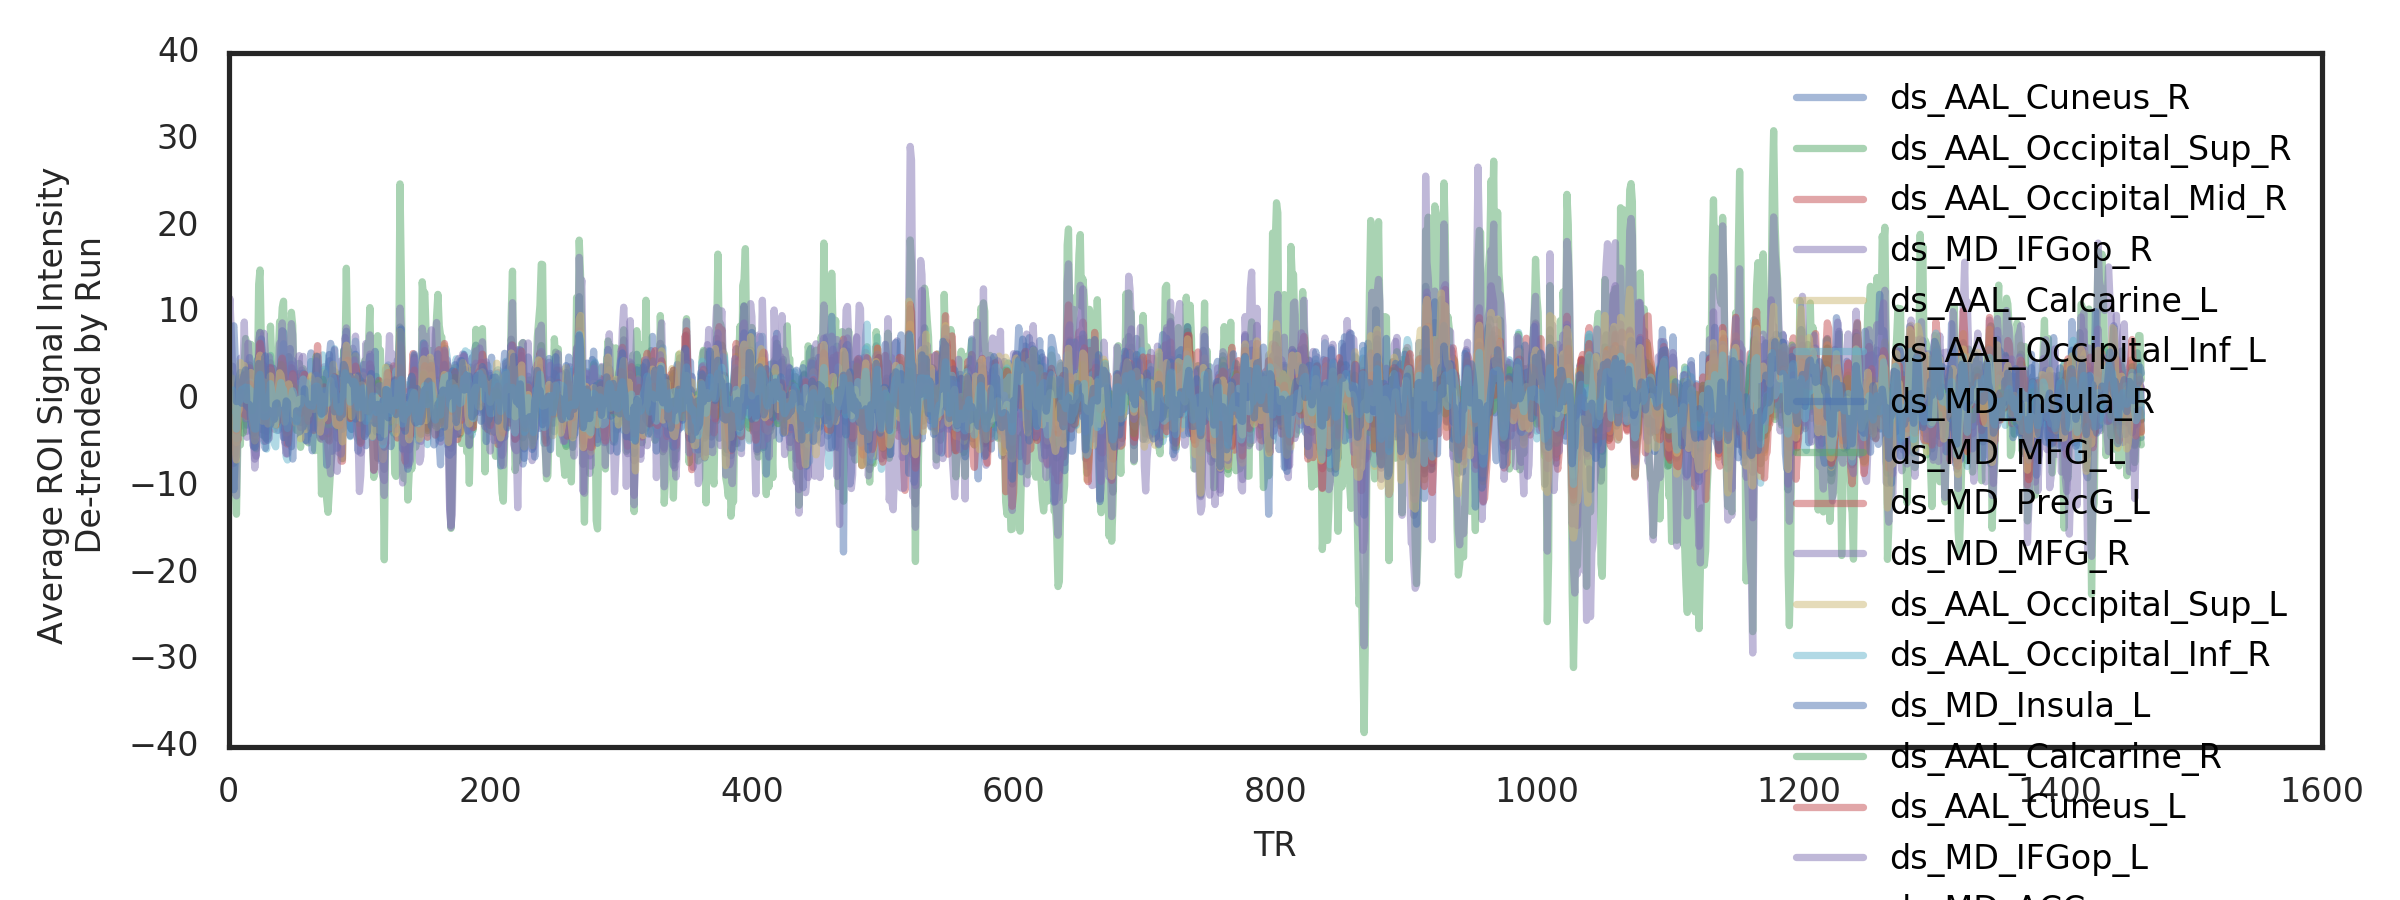 40
30
20
10
0
−10
−20
−30
−40
Average ROI Signal Intensity
De-trended by Run
0
200
400
600
800
1000
1200
1400
1600
TR
ds_AAL_Cuneus_R
ds_AAL_Occipital_Sup_R
ds_AAL_Occipital_Mid_R
ds_MD_IFGop_R
ds_AAL_Calcarine_L
ds_AAL_Occipital_Inf_L
ds_MD_Insula_R
ds_MD_MFG_L
ds_MD_PrecG_L
ds_MD_MFG_R
ds_AAL_Occipital_Sup_L
ds_AAL_Occipital_Inf_R
ds_MD_Insula_L
ds_AAL_Calcarine_R
ds_AAL_Cuneus_L
ds_MD_IFGop_L